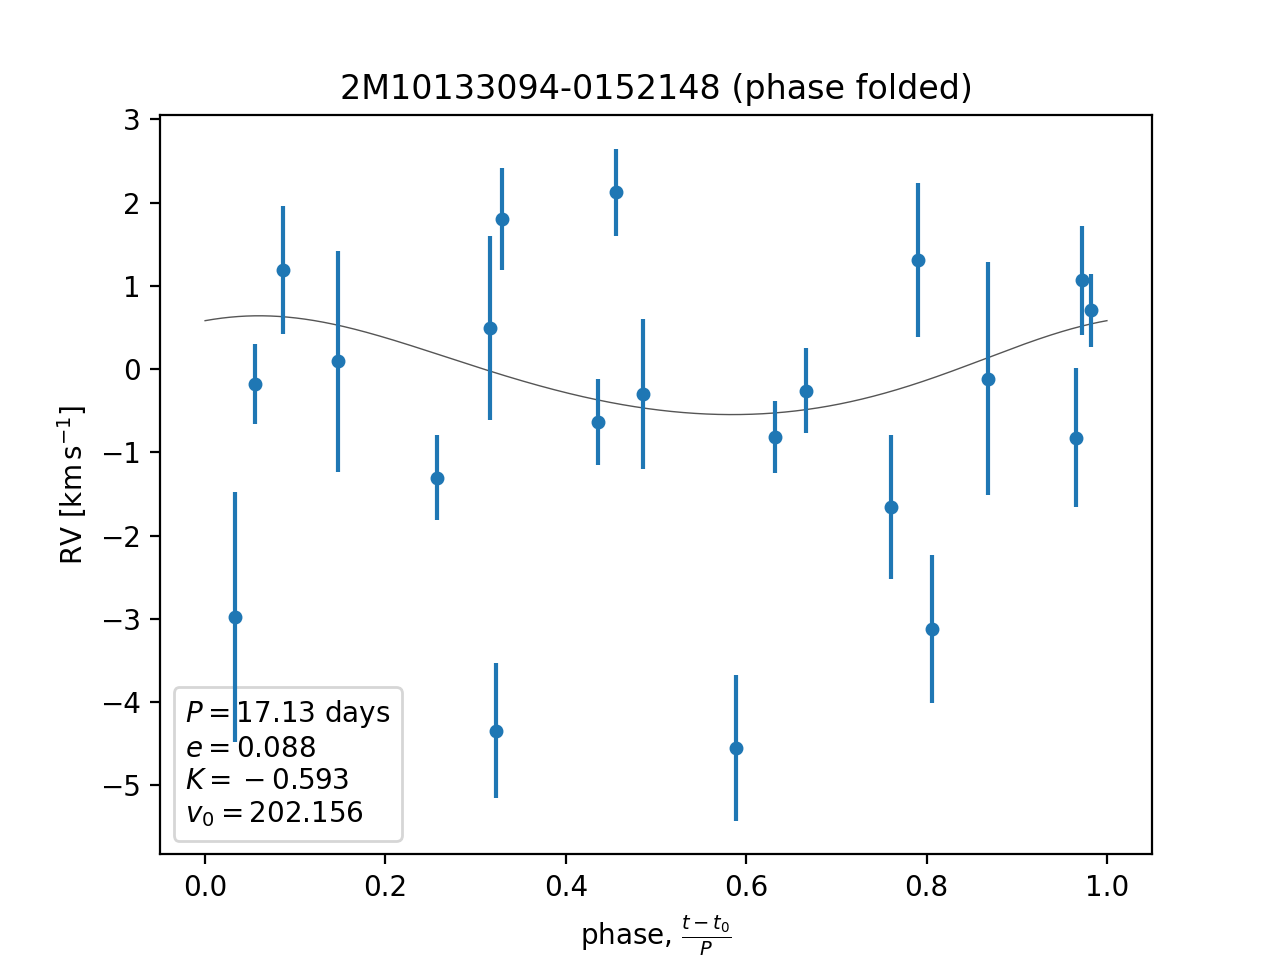 2M10133094-0152148 (phase folded)
3
2
1
0
−1
−2
−3
−4
−5
RV [km s⁻¹]
P = 17.13 days
e = 0.088
K = −0.593
v₀ = 202.156
0.0 0.2 0.4 0.6 0.8 1.0
phase, (t − t₀)/P